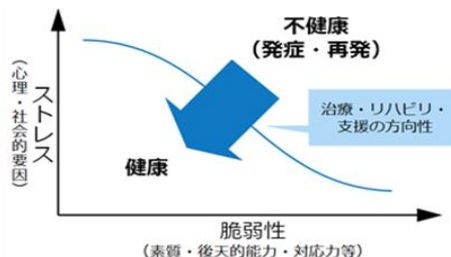 不健康
(発症・再発)
治療・リハビリ・
支援の方向性
ストレス
(心理・社会的要因)
健康
脆弱性
(素質・後天的能力・対応力等)